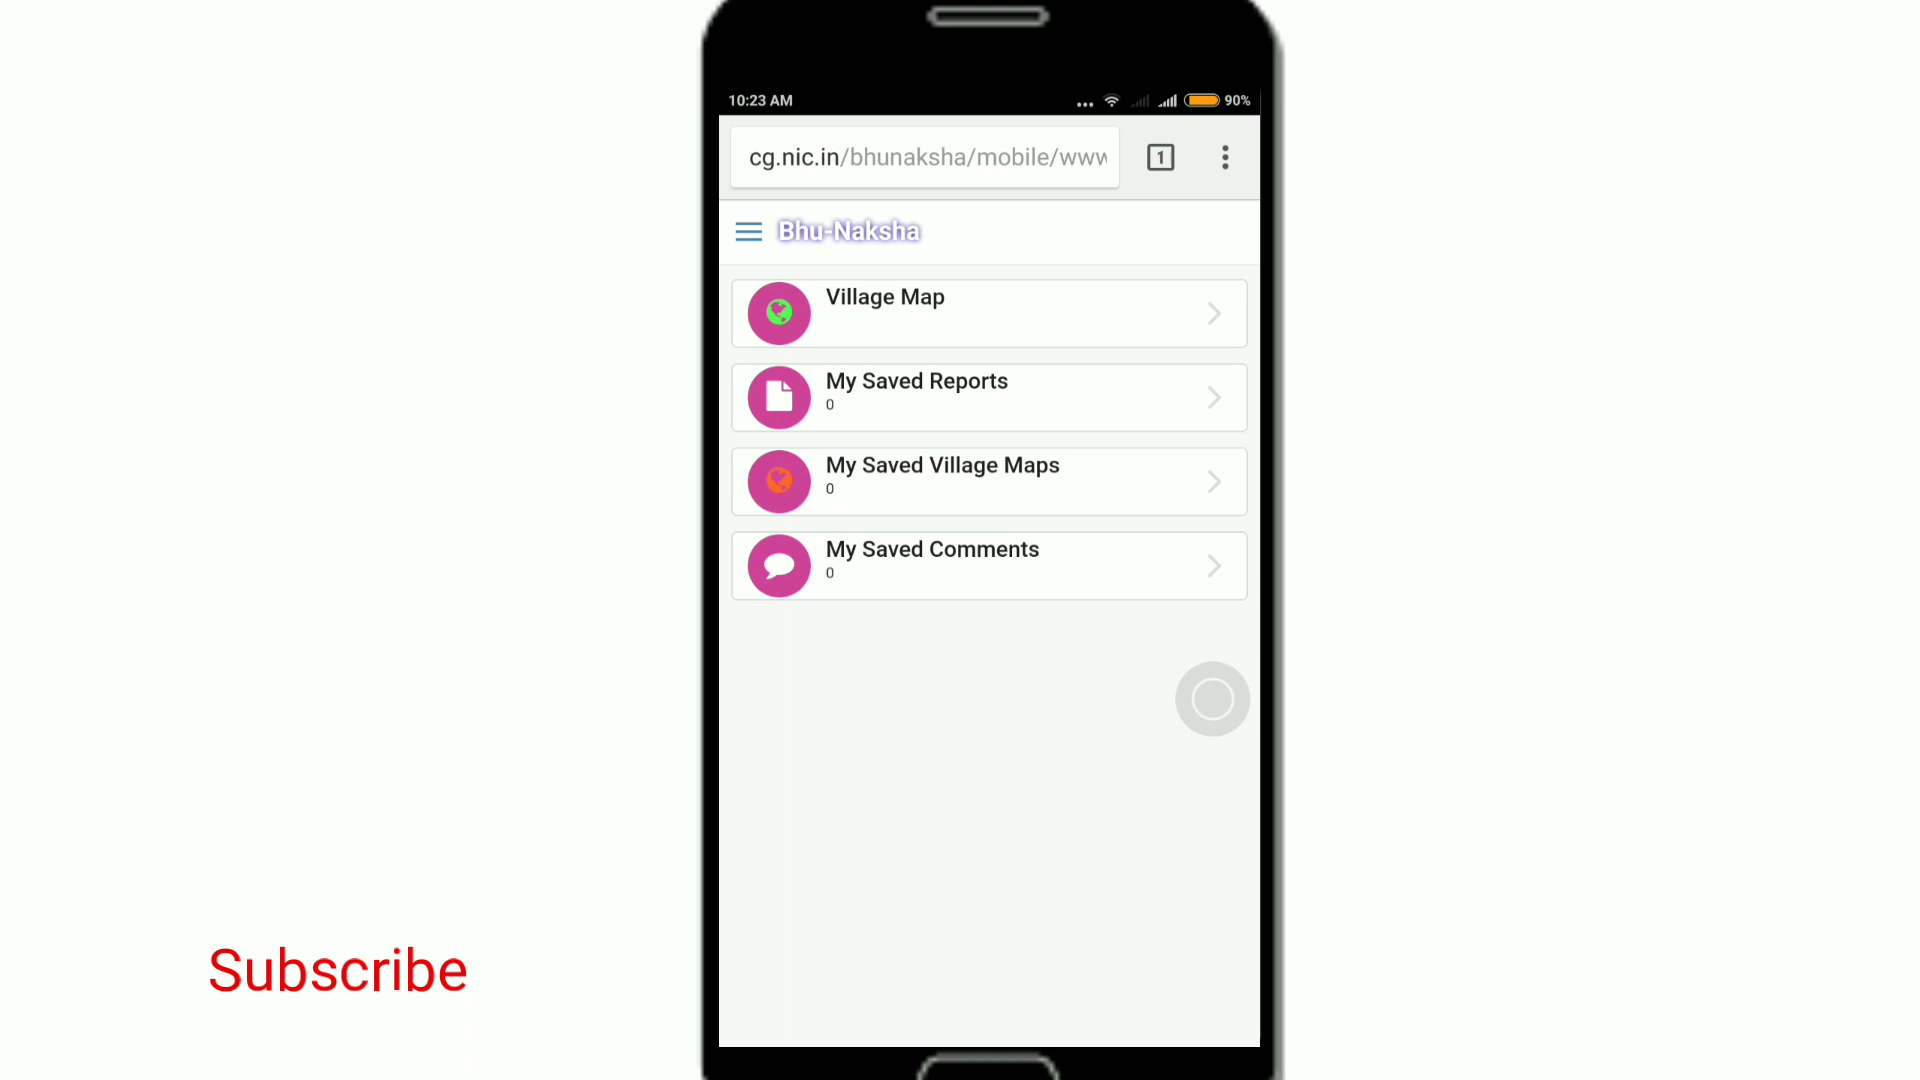 10:23 AM
90%
cg.nic.in/bhunaksha/mobile/www
1
Bhu-Naksha
Village Map
My Saved Reports
0
My Saved Village Maps
0
My Saved Comments
0
Subscribe